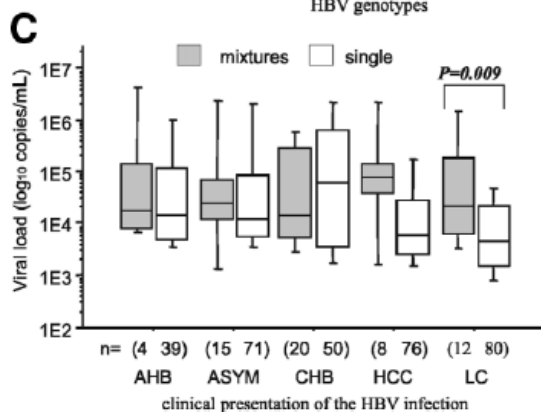 HBV genotypes
C
mixtures single
P=0.009
Viral load (log₁₀ copies/mL)
1E7
1E6
1E5
1E4
1E3
1E2
n= (4 39) (15 71) (20 50) (8 76) (12 80)
AHB ASYM CHB HCC LC
clinical presentation of the HBV infection